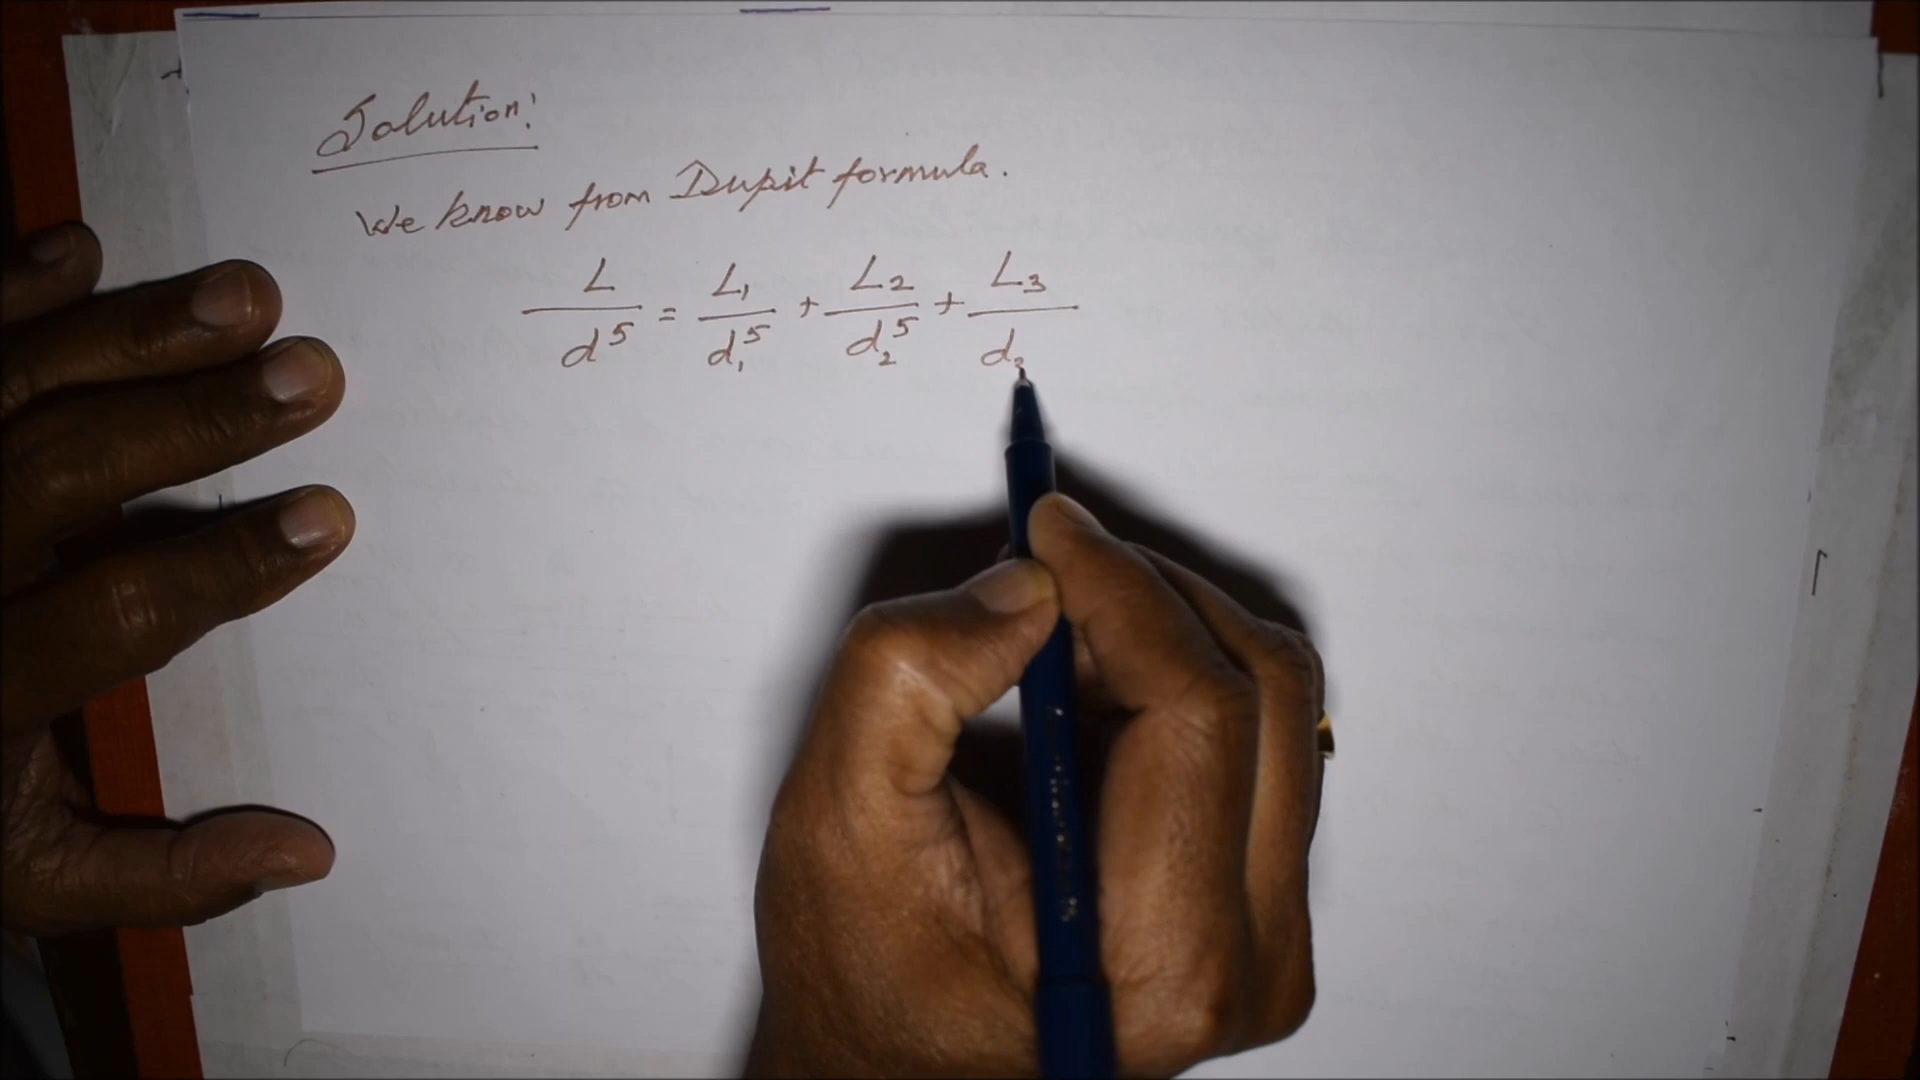 Solution:
We know from Dupit formula.
L/d^5 = L1/d1^5 + L2/d2^5 + L3/d3